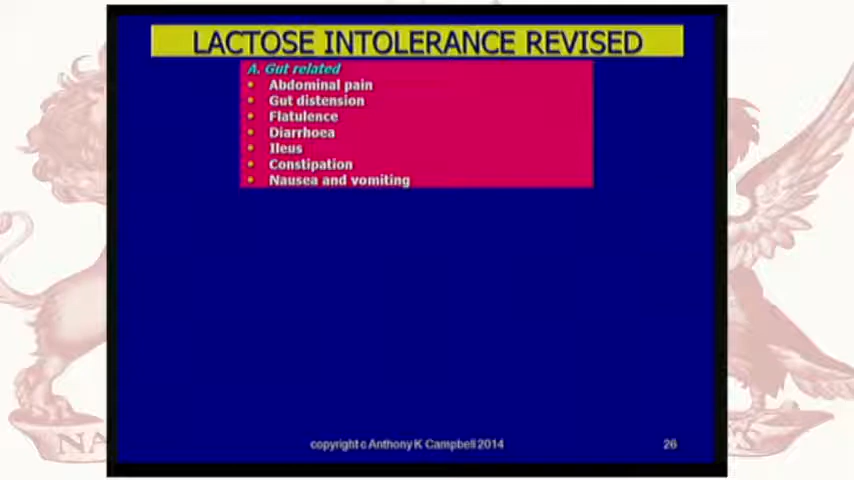 LACTOSE INTOLERANCE REVISED
A. Gut related
• Abdominal pain
• Gut distension
• Flatulence
• Diarrhoea
• Ileus
• Constipation
• Nausea and vomiting
copyright c Anthony K Campbell 2014
26